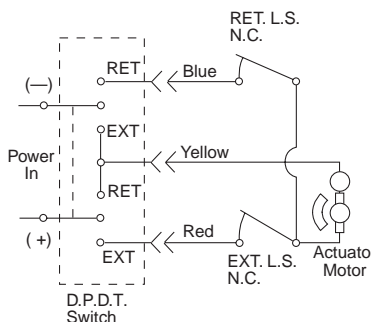 RET. L.S.
N.C.
RET
Blue
(—)
EXT
Power
In
Yellow
RET
(+)
Red
EXT
EXT. L.S.
N.C.
Actuato
Motor
D.P.D.T.
Switch